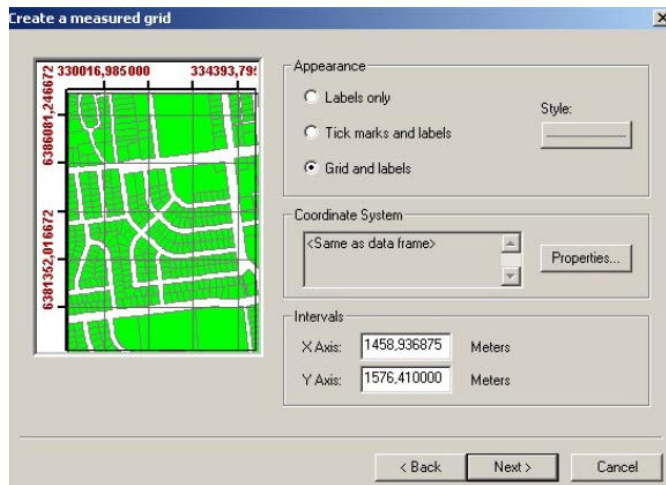 Create a measured grid
330016,985000 334393,795
6386081,246672
6381352,016672
Appearance
Labels only
Tick marks and labels
Grid and labels
Style:
Coordinate System
<Same as data frame>
Properties...
Intervals
X Axis: 1458,936875 Meters
Y Axis: 1576,410000 Meters
< Back Next > Cancel